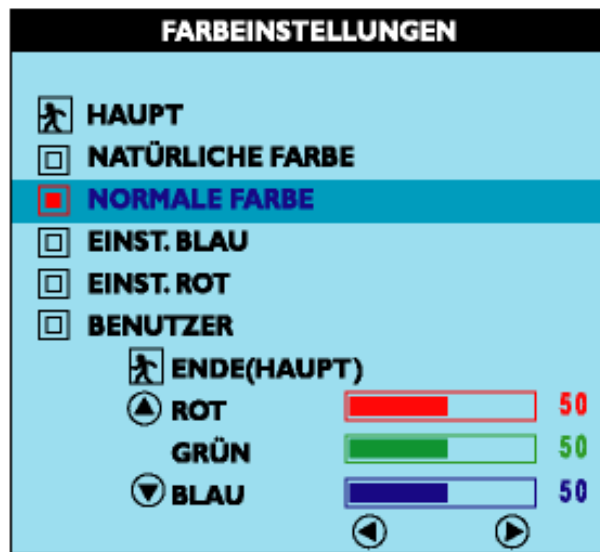 FARBEINSTELLUNGEN
HAUPT
NATÜRLICHE FARBE
NORMALE FARBE
EINST. BLAU
EINST. ROT
BENUTZER
ENDE(HAUPT)
ROT 50
GRÜN 50
BLAU 50